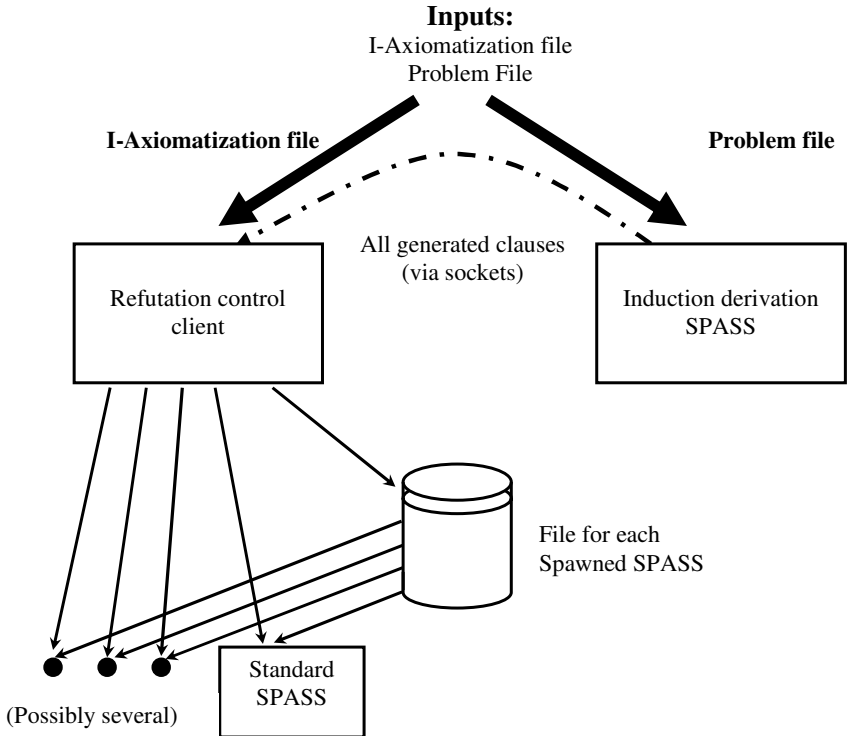 Inputs:
I-Axiomatization file
Problem File
I-Axiomatization file
Problem file
All generated clauses
(via sockets)
Refutation control
client
Induction derivation
SPASS
File for each
Spawned SPASS
Standard
SPASS
(Possibly several)